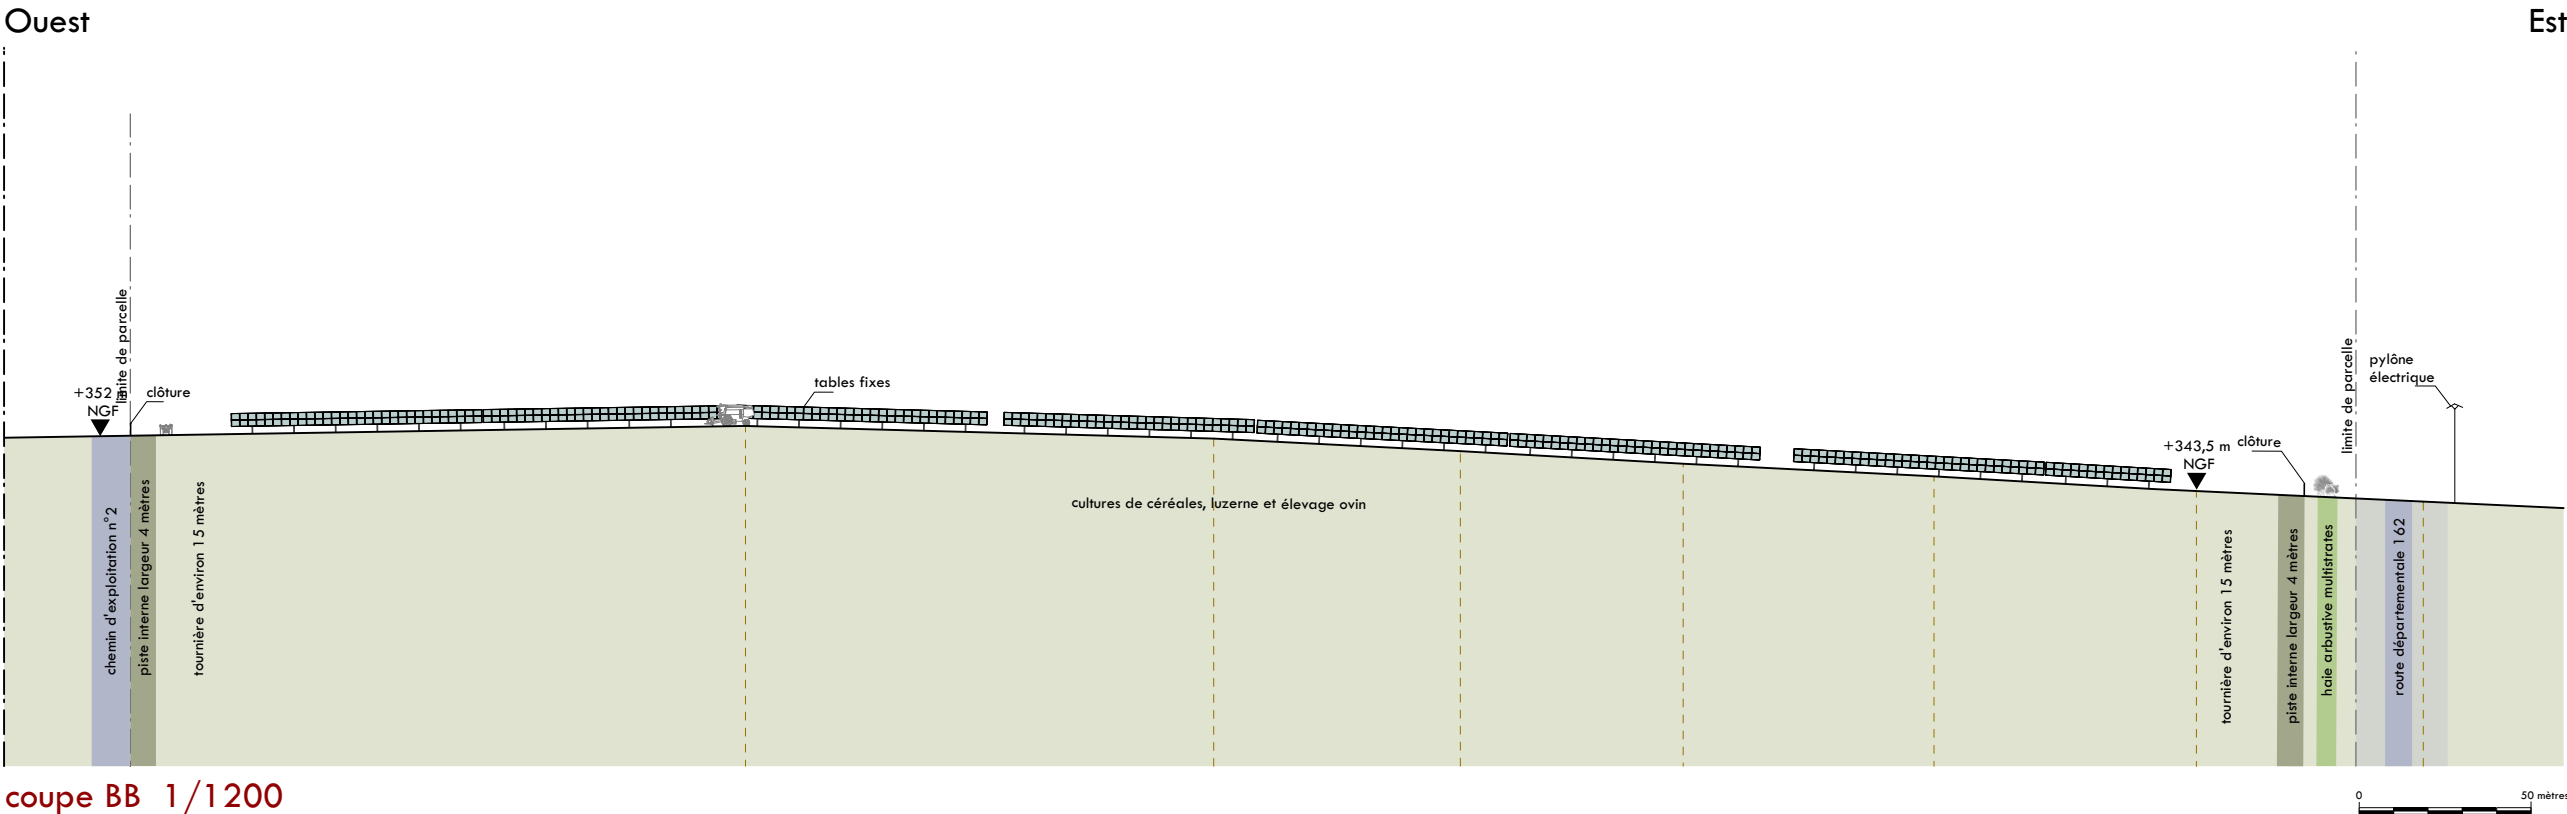 Ouest
Est
limite de parcelle
+352 m
NGF
clôture
tables fixes
limite de parcelle
pylône
électrique
+343,5 m
NGF
clôture
cultures de céréales, luzerne et élevage ovin
chemin d'exploitation n°2
piste interne largeur 4 mètres
tournière d'environ 15 mètres
tournière d'environ 15 mètres
piste interne largeur 4 mètres
haie arbustive multistrates
route départementale 162
coupe BB 1/1200
0
50 mètres